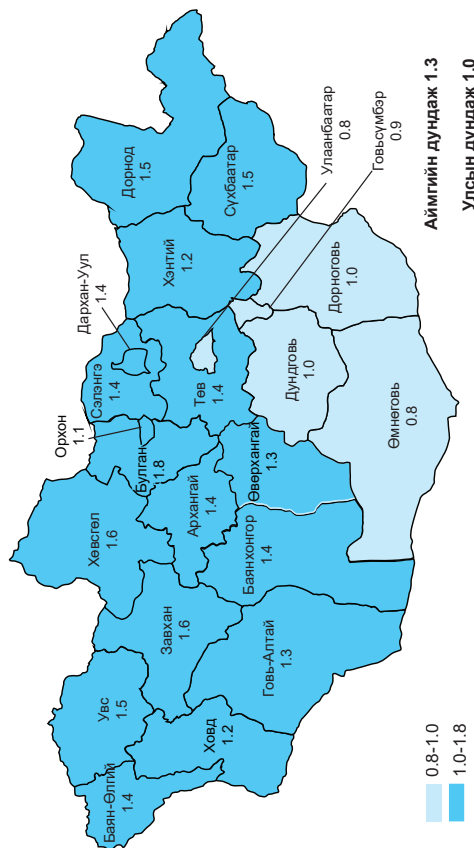 Баян-Өлгий
1.4
Увс
1.5
Ховд
1.2
Завхан
1.6
Говь-Алтай
1.3
Хөвсгөл
1.6
Орхон
1.1
Булган
1.8
Архангай
1.4
Баянхонгор
1.4
Өвөрхангай
1.3
Дархан-Уул
1.4
Сэлэнгэ
1.4
Төв
1.4
Дундговь
1.0
Өмнөговь
0.8
Дорноговь
1.0
Хэнтий
1.2
Дорнод
1.5
Сүхбаатар
1.5
Улаанбаатар
0.8
Говьсүмбэр
0.9
Аймгийн дундаж 1.3
Улсын дундаж 1.0
0.8-1.0
1.0-1.8